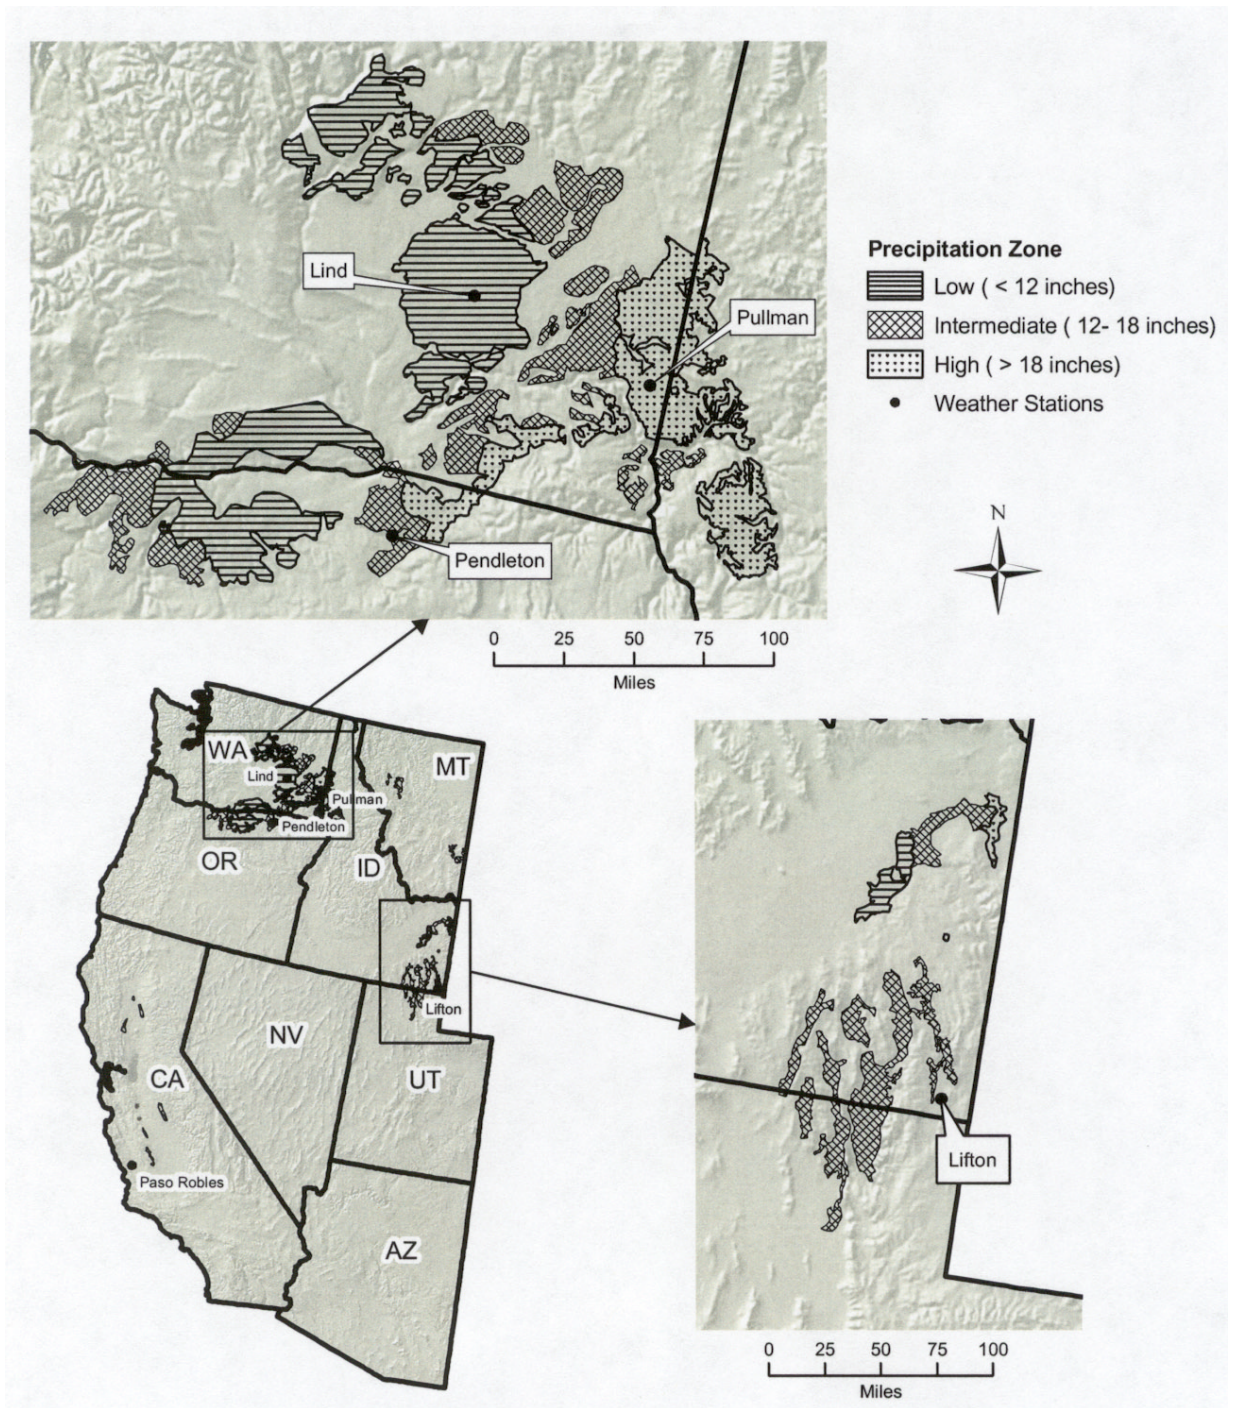 Lind
Pullman
Pendleton
Precipitation Zone
Low ( < 12 inches)
Intermediate ( 12- 18 inches)
High ( > 18 inches)
Weather Stations
N
0 25 50 75 100
Miles
WA
Lind
Pullman
Pendleton
MT
OR
ID
Lifton
NV
CA
UT
Paso Robles
AZ
Lifton
0 25 50 75 100
Miles